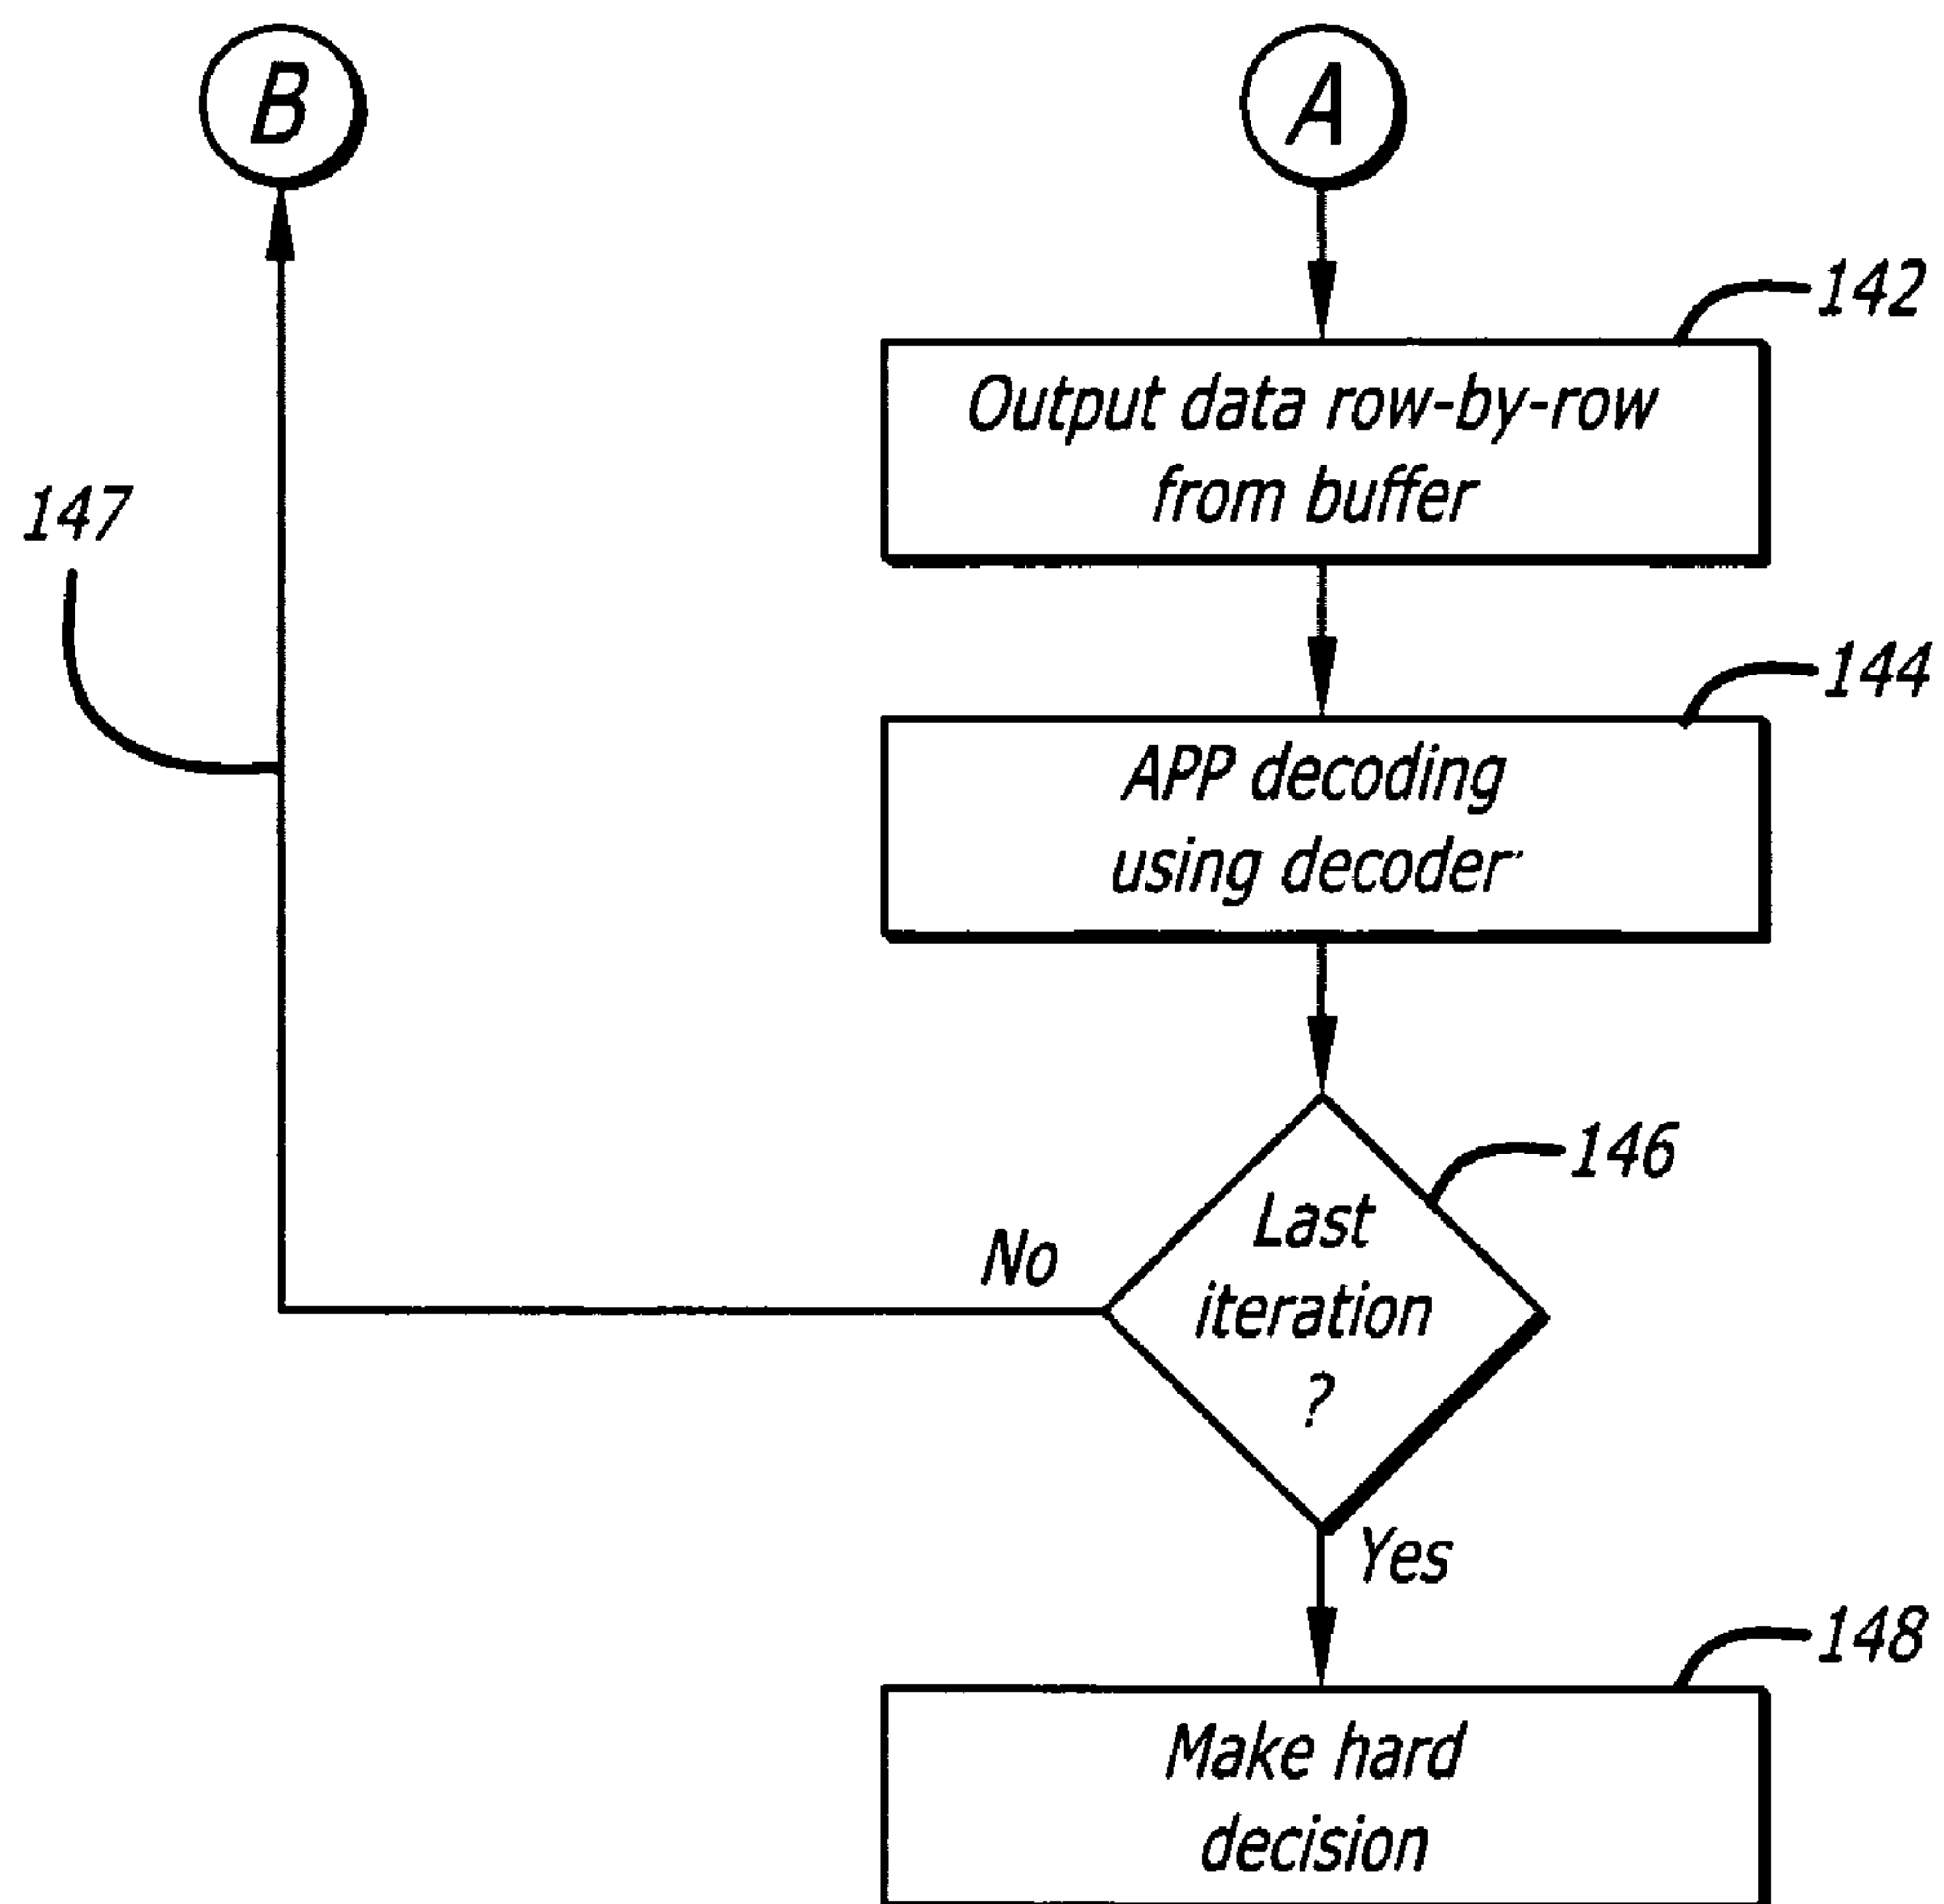 B
A
142
Output data row-by-row
from buffer
147
144
APP decoding
using decoder
146
Last
iteration
?
No
Yes
148
Make hard
decision